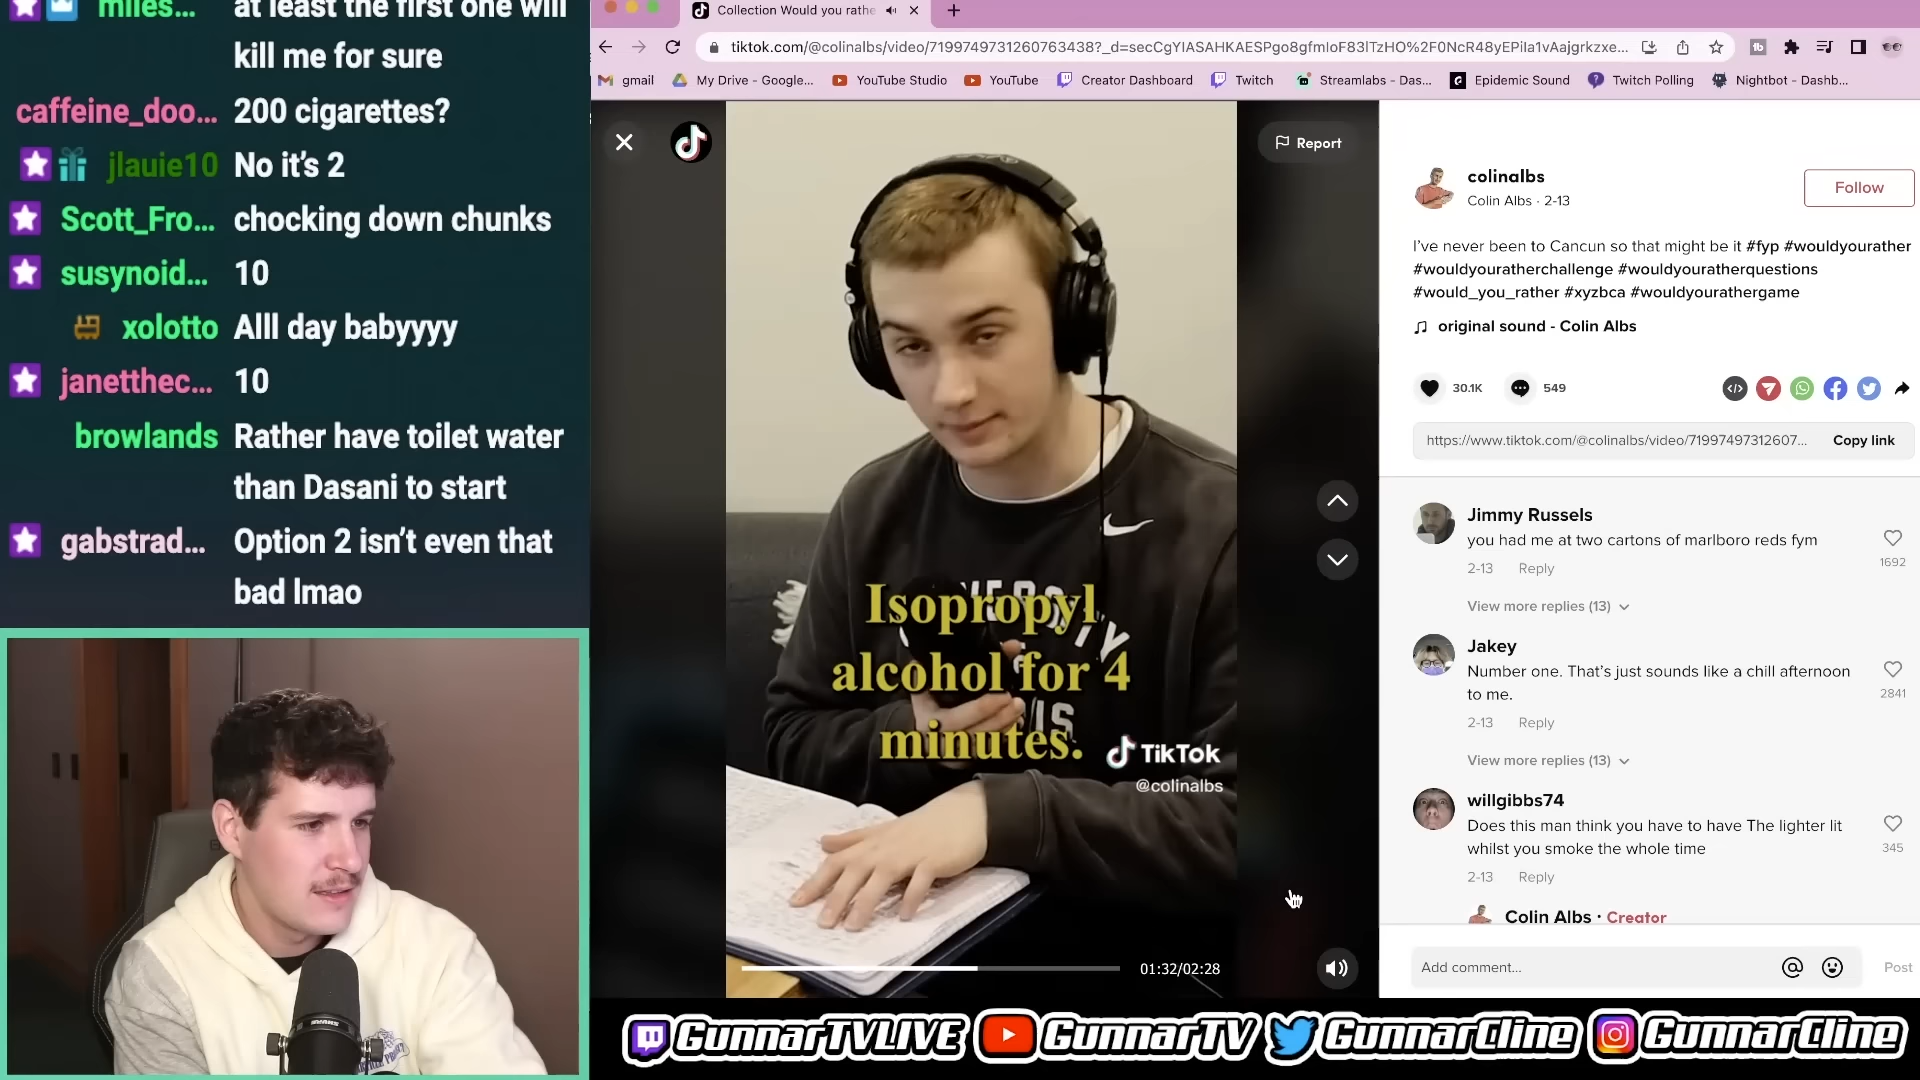 miles... at least the first one will
kill me for sure
caffeine_doo... 200 cigarettes?
jlauie10 No it's 2
Scott_Fro... chocking down chunks
susynoid... 10
xolotto Alll day babyyyy
janetthec... 10
browlands Rather have toilet water
than Dasani to start
gabstrad... Option 2 isn't even that
bad lmao
Collection Would you rathe
tiktok.com/@colinalbs/video/7199749731260763438?_d=secCgYIASAHKAESPgo8gfmIoF83lTzHO%2F0NcR48yEPiIa1vAajgrkzxe...
gmail My Drive - Google... YouTube Studio YouTube Creator Dashboard Twitch Streamlabs - Das... Epidemic Sound Twitch Polling Nightbot - Dashb...
Report
Isopropyl
alcohol for 4
minutes.
TikTok
@colinalbs
01:32/02:28
colinalbs
Colin Albs · 2-13
Follow
I've never been to Cancun so that might be it #fyp #wouldyourather
#wouldyouratherchallenge #wouldyouratherquestions
#would_you_rather #xyzbca #wouldyourathergame
original sound - Colin Albs
30.1K 549
https://www.tiktok.com/@colinalbs/video/71997497312607... Copy link
Jimmy Russels
you had me at two cartons of marlboro reds fym
1692
2-13 Reply
View more replies (13)
Jakey
Number one. That's just sounds like a chill afternoon
to me.
2841
2-13 Reply
View more replies (13)
willgibbs74
Does this man think you have to have The lighter lit
whilst you smoke the whole time
345
2-13 Reply
Colin Albs · Creator
Add comment... Post
GunnarTVLIVE GunnarTV GunnarCline GunnarCline